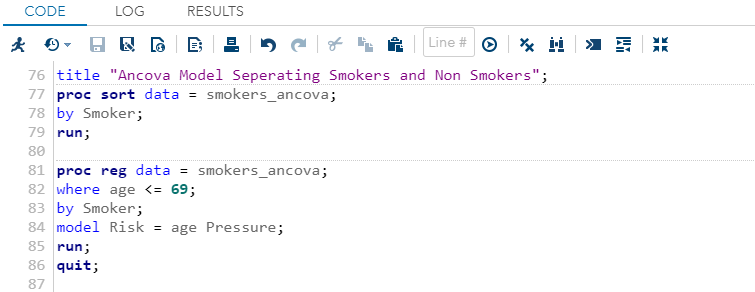 CODE LOG RESULTS
Line #
76 title "Ancova Model Seperating Smokers and Non Smokers";
77 proc sort data = smokers_ancova;
78 by Smoker;
79 run;
80
81 proc reg data = smokers_ancova;
82 where age <= 69;
83 by Smoker;
84 model Risk = age Pressure;
85 run;
86 quit;
87